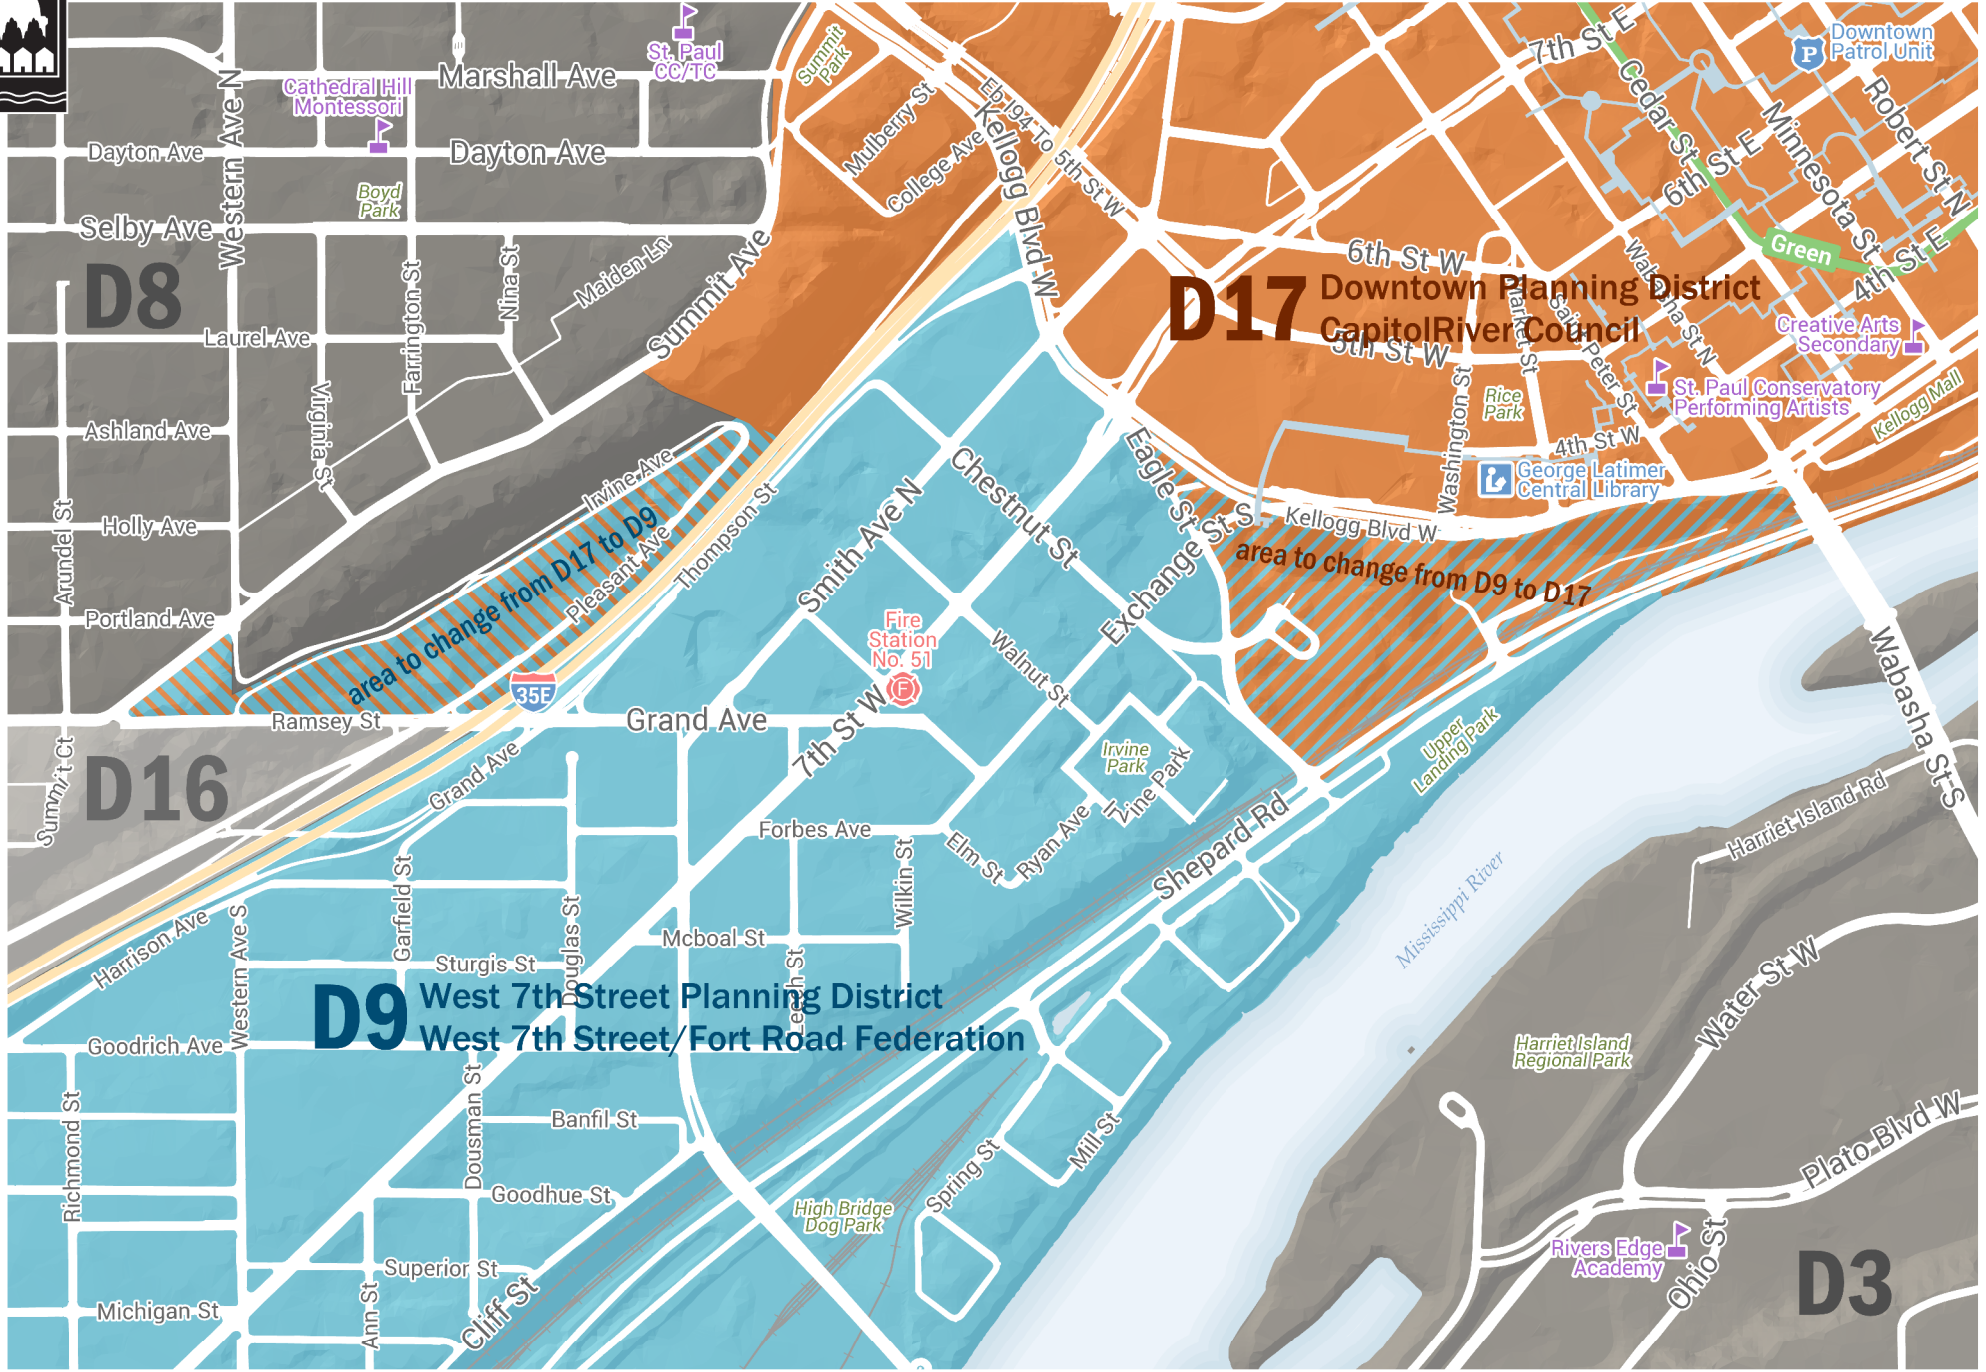 St. Paul
CC/TC
Summit
Park
7th St E
Downtown
Patrol Unit
P
Cathedral Hill
Montessori
Marshall Ave
Western Ave N
Mulberry St
Eb I94 To 5th St W
Kellogg Blvd W
Cedar St
Minnesota St
Robert St N
Dayton Ave
Dayton Ave
College Ave
6th St E
Boyd
Park
Selby Ave
Farrington St
Nina St
Maiden Ln
Summit Ave
6th St W
Green
4th St E
D8
D17 Downtown Planning District
CapitolRiver Council
5th St W
Market St
Saint Peter St
Wabasha St N
Creative Arts
Secondary
Laurel Ave
Virginia St
Washington St
Rice
Park
St. Paul Conservatory
Performing Artists
Kellogg Mall
Ashland Ave
Irvine Ave
Chestnut St
Eagle St
4th St W
George Latimer
Central Library
Arundel St
Holly Ave
Thompson St
Smith Ave N
Exchange St S
Kellogg Blvd W
area to change from D17 to D9
Pleasant Ave
area to change from D9 to D17
Portland Ave
Fire
Station
No. 51
F
Walnut St
Wabasha St S
35E
Ramsey St
Grand Ave
7th St W
Irvine
Park
Upper
Landing Park
Summit Ct
D16
Grand Ave
Ryan Ave
Shepard Rd
Harriet Island Rd
Forbes Ave
Elm St
Wilkin St
Mississippi River
Harrison Ave
Western Ave S
Garfield St
Douglas St
Mcboal St
Leech St
Sturgis St
Water St W
D9 West 7th Street Planning District
West 7th Street/Fort Road Federation
Goodrich Ave
Harriet Island
Regional Park
Richmond St
Dousman St
Banfil St
Mill St
Plato Blvd W
Goodhue St
Spring St
High Bridge
Dog Park
Rivers Edge
Academy
Ohio St
D3
Superior St
Michigan St
Ann St
Cliff St